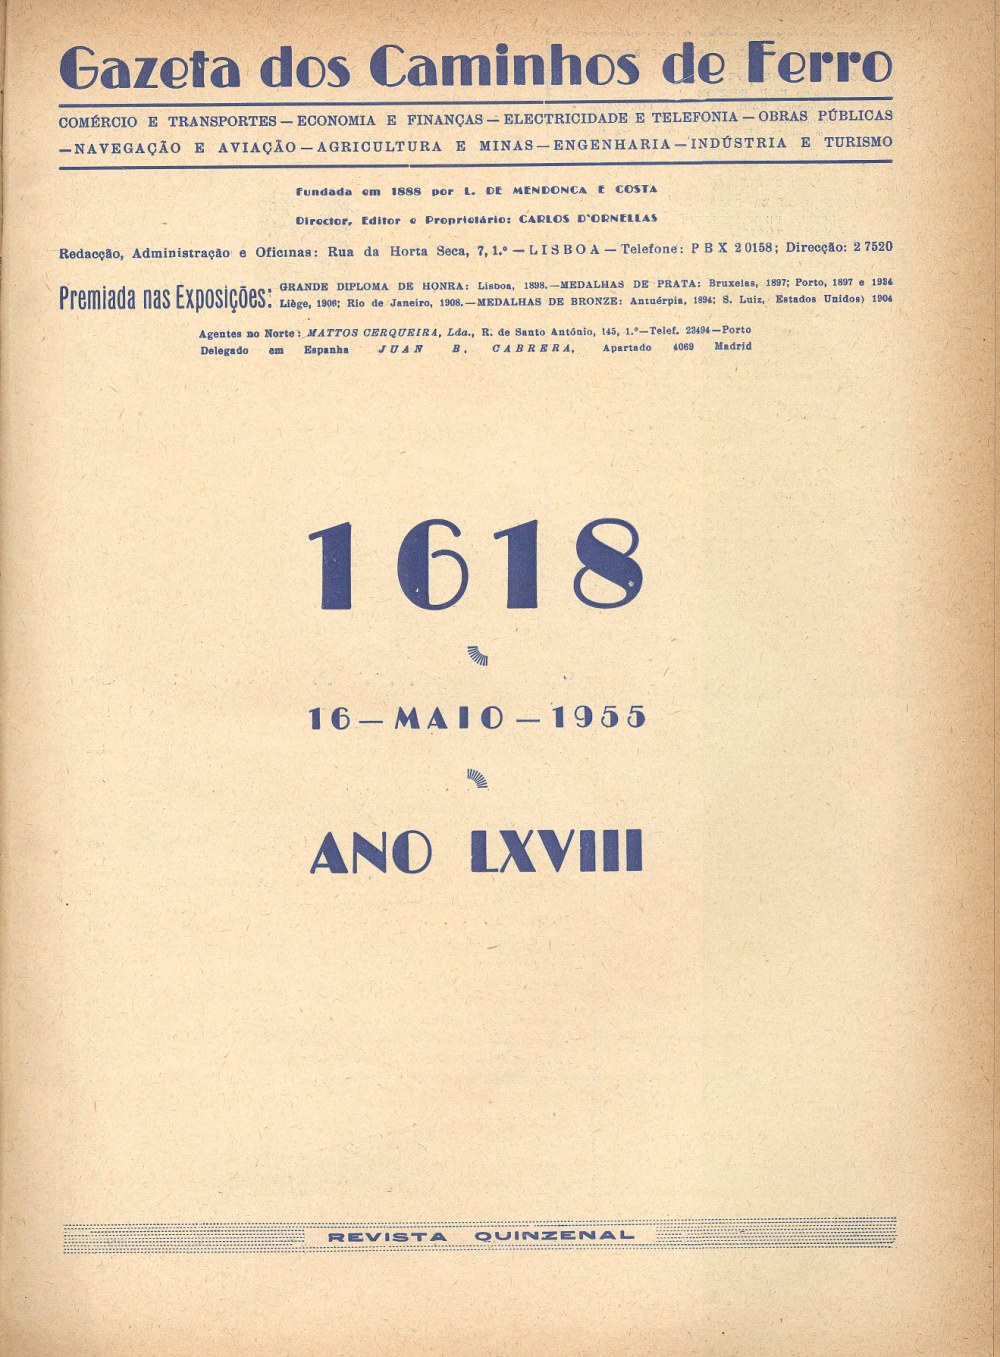 Gazeta dos Caminhos de Ferro
COMÉRCIO E TRANSPORTES — ECONOMIA E FINANÇAS — ELECTRICIDADE E TELEFONIA — OBRAS PÚBLICAS
— NAVEGAÇÃO E AVIAÇÃO — AGRICULTURA E MINAS — ENGENHARIA — INDÚSTRIA E TURISMO
Fundada em 1888 por L. DE MENDONCA E COSTA
Director, Editor e Proprietário: CARLOS D'ORNELLAS
Redacção, Administração e Oficinas: Rua da Horta Seca, 7, 1.º — LISBOA — Telefone: PBX 20158; Direcção: 27520
Premiada nas Exposições: GRANDE DIPLOMA DE HONRA: Lisboa, 1898. — MEDALHAS DE PRATA: Bruxelas, 1897; Porto, 1897 e 1934
Liège, 1906; Rio de Janeiro, 1908. — MEDALHAS DE BRONZE: Antuérpia, 1894; S. Luiz, Estados Unidos) 1904
Agentes no Norte: MATTOS CERQUEIRA, Lda., R. de Santo António, 145, 1.º — Telef. 23494 — Porto
Delegado em Espanha JUAN B. CABRERA, Apartado 4069 Madrid
1618
16 — MAIO — 1955
ANO LXVIII
REVISTA QUINZENAL